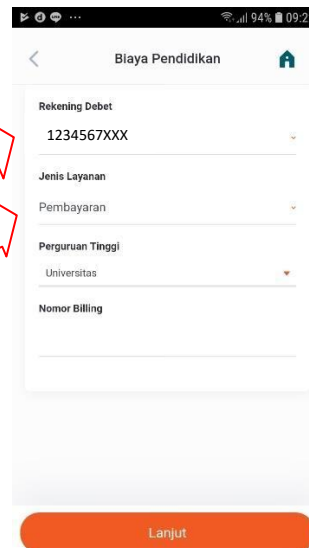 94% 09:2
Biaya Pendidikan
Rekening Debet
1234567XXX
Jenis Layanan
Pembayaran
Perguruan Tinggi
Universitas
Nomor Billing
Lanjut